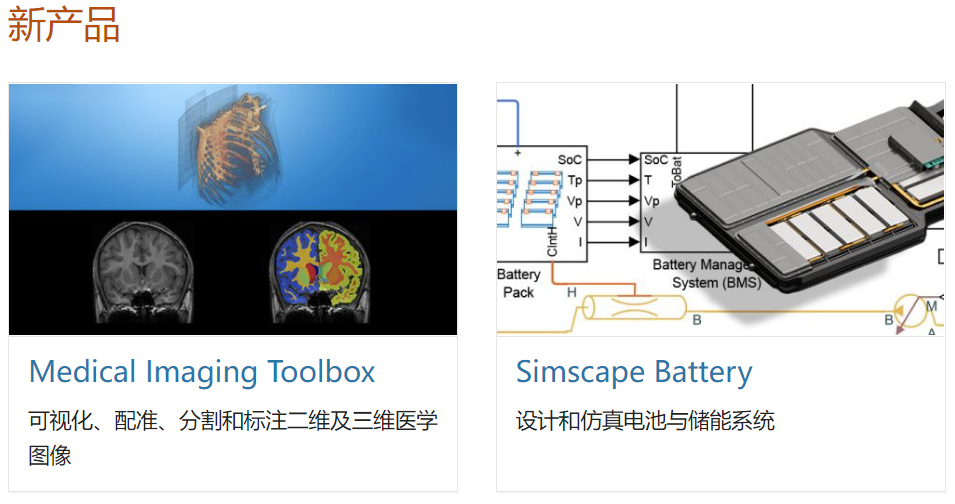 新产品
+
SoC
SoC
ToBat
Tp
T
Vp
Vp
V
V
I
I
CIntH
Battery
Pack
Battery Manage
System (BMS)
H
B
B
M
A
Medical Imaging Toolbox
可视化、配准、分割和标注二维及三维医学
图像
Simscape Battery
设计和仿真电池与储能系统